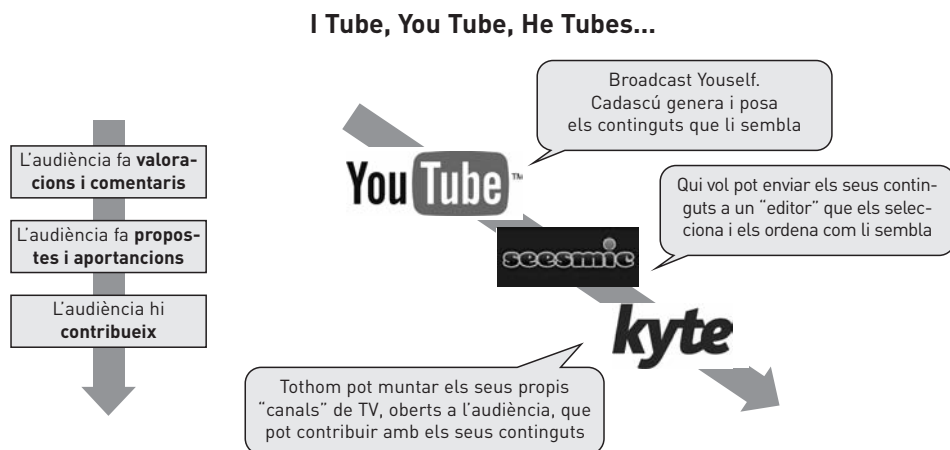 I Tube, You Tube, He Tubes...
Broadcast Youself.
Cadascú genera i posa
els continguts que li sembla
L'audiència fa valora-
cions i comentaris
You Tube ™
Qui vol pot enviar els seus contin-
guts a un “editor” que els selec-
ciona i els ordena com li sembla
L'audiència fa propos-
tes i aportancions
seesmic
L'audiència hi
contribueix
kyte
Tothom pot muntar els seus propis
“canals” de TV, oberts a l'audiència, que
pot contribuir amb els seus continguts